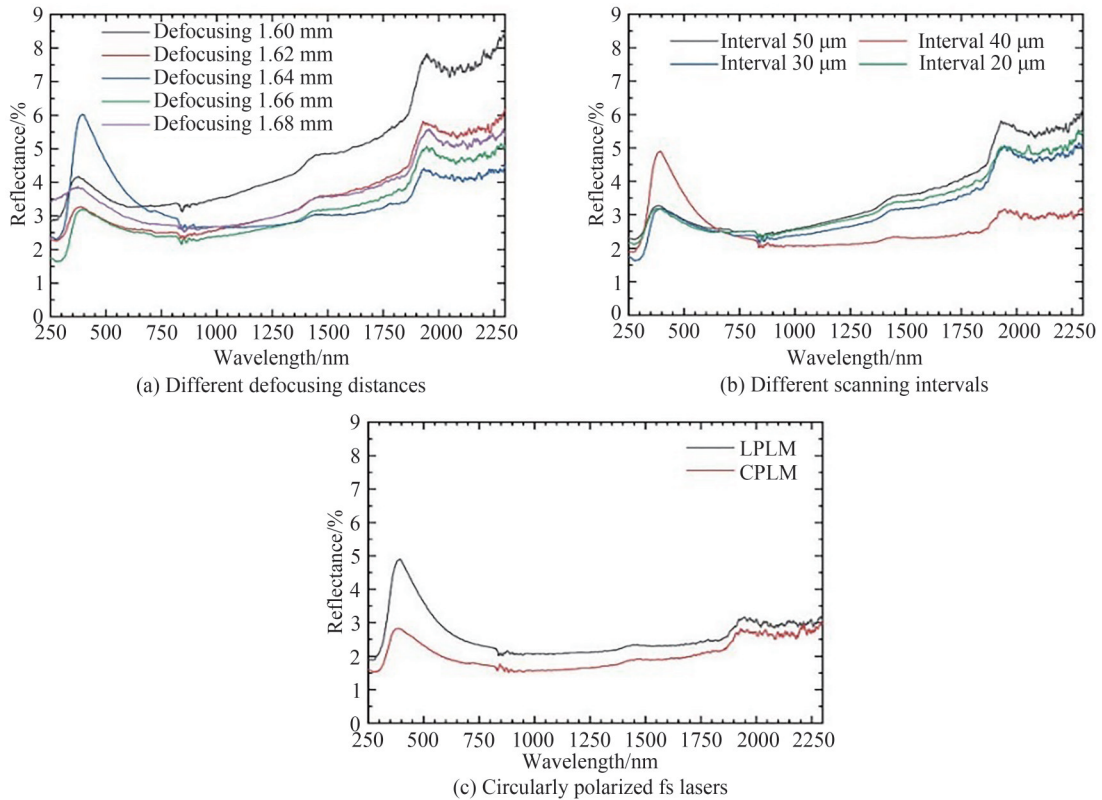 9
8
7
6
5
4
3
2
1
0
Reflectance/%
Defocusing 1.60 mm
Defocusing 1.62 mm
Defocusing 1.64 mm
Defocusing 1.66 mm
Defocusing 1.68 mm
250 500 750 1000 1250 1500 1750 2000 2250
Wavelength/nm
(a) Different defocusing distances
9
8
7
6
5
4
3
2
1
0
Reflectance/%
Interval 50 μm Interval 40 μm
Interval 30 μm Interval 20 μm
250 500 750 1000 1250 1500 1750 2000 2250
Wavelength/nm
(b) Different scanning intervals
9
8
7
6
5
4
3
2
1
0
Reflectance/%
LPLM
CPLM
250 500 750 1000 1250 1500 1750 2000 2250
Wavelength/nm
(c) Circularly polarized fs lasers